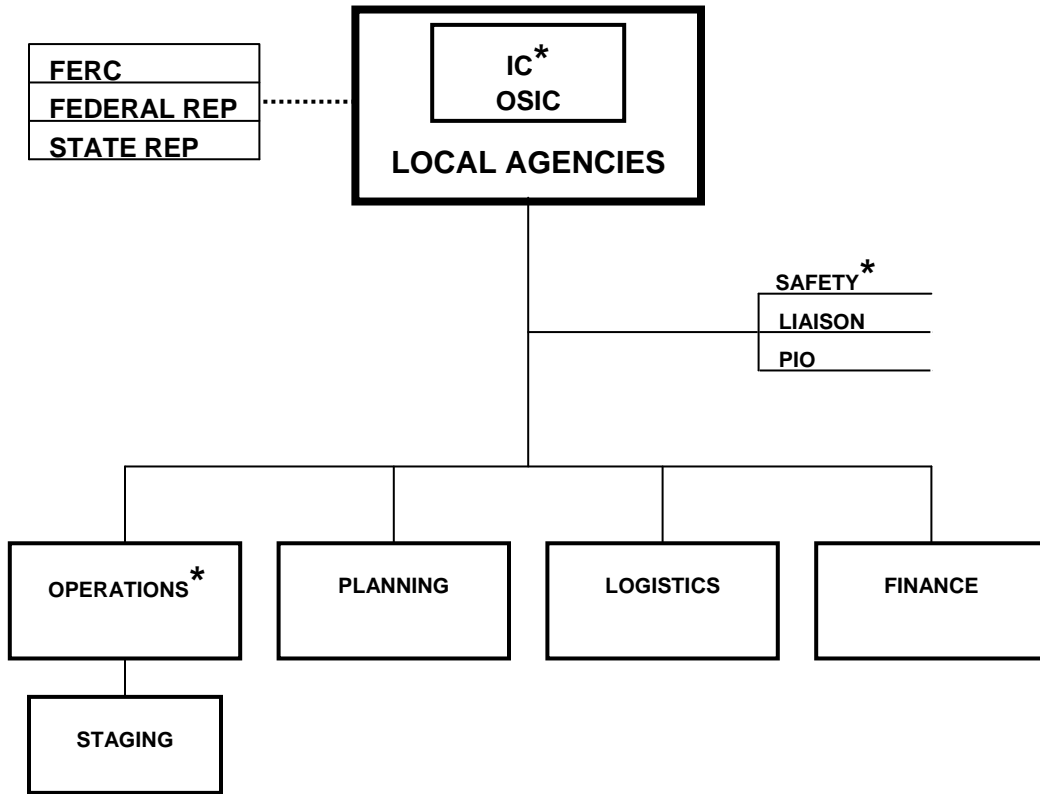 IC*
OSIC
LOCAL AGENCIES
FERC
FEDERAL REP
STATE REP
SAFETY*
LIAISON
PIO
OPERATIONS*
PLANNING
LOGISTICS
FINANCE
STAGING